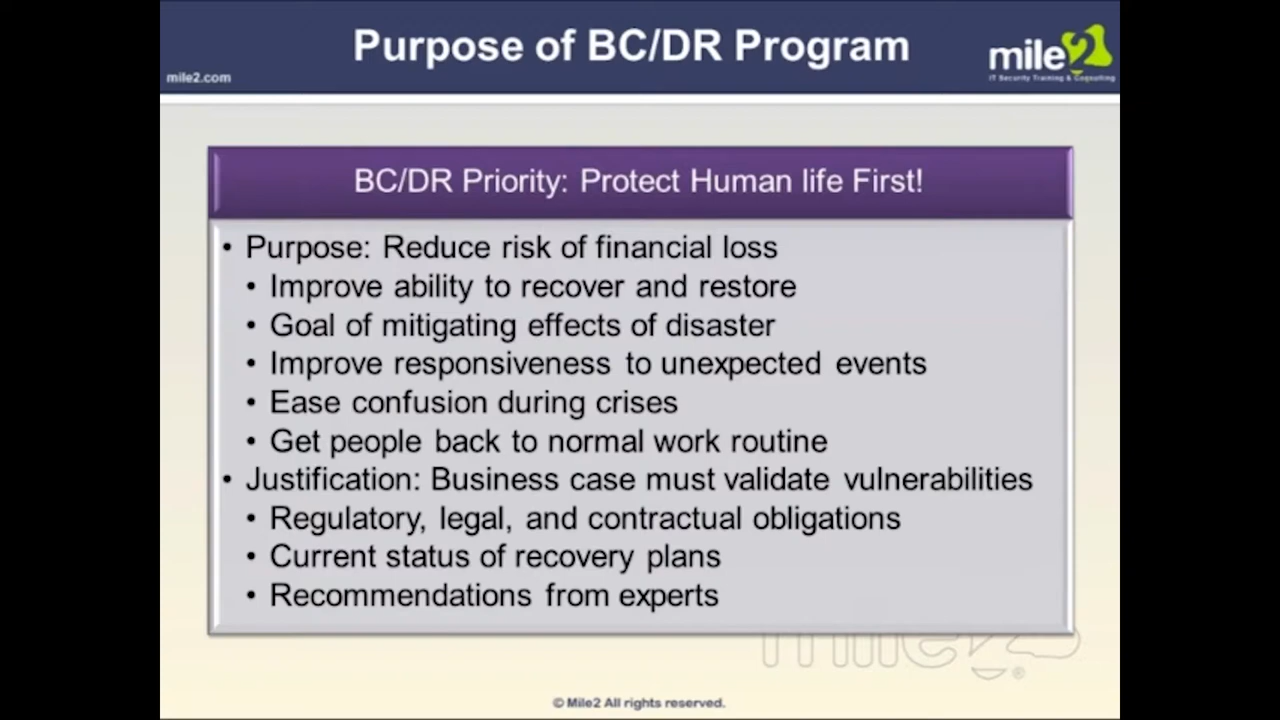 Purpose of BC/DR Program
mile2.com
mile2
IT Security Training & Consulting
BC/DR Priority: Protect Human life First!
• Purpose: Reduce risk of financial loss
• Improve ability to recover and restore
• Goal of mitigating effects of disaster
• Improve responsiveness to unexpected events
• Ease confusion during crises
• Get people back to normal work routine
• Justification: Business case must validate vulnerabilities
• Regulatory, legal, and contractual obligations
• Current status of recovery plans
• Recommendations from experts
mile2®
© Mile2 All rights reserved.